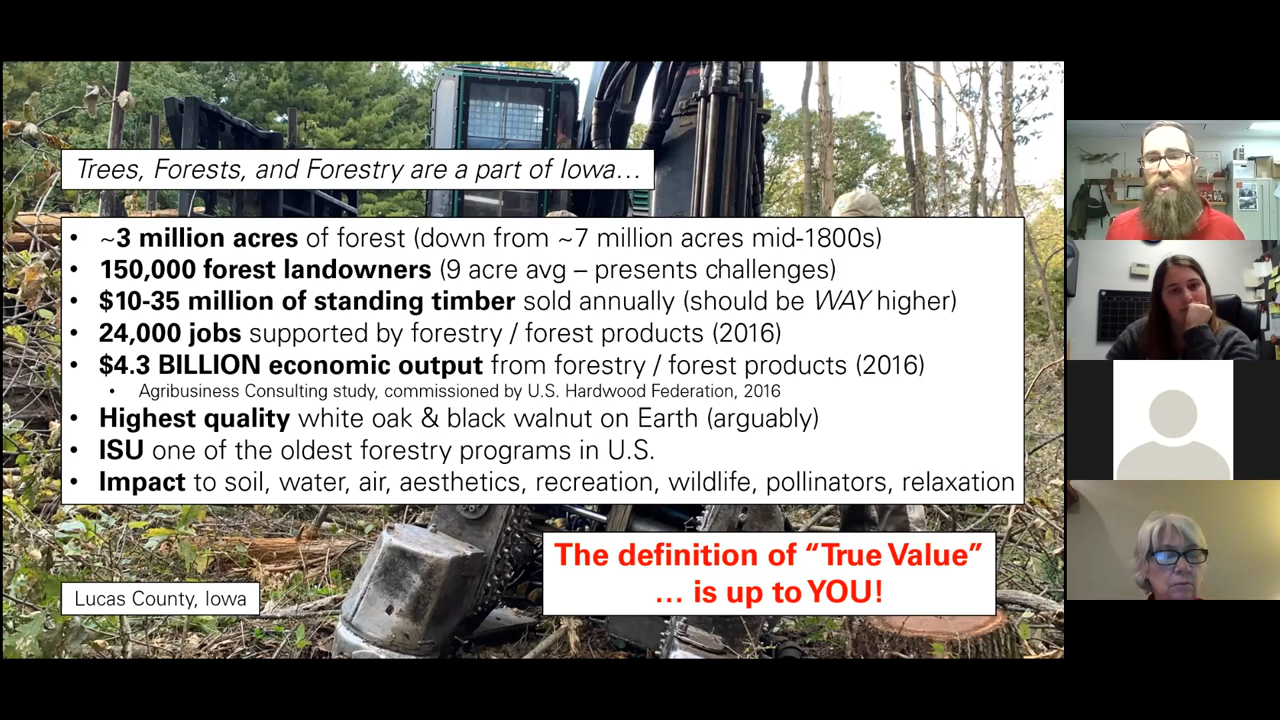 Trees, Forests, and Forestry are a part of Iowa…
• ~3 million acres of forest (down from ~7 million acres mid-1800s)
• 150,000 forest landowners (9 acre avg – presents challenges)
• $10-35 million of standing timber sold annually (should be WAY higher)
• 24,000 jobs supported by forestry / forest products (2016)
• $4.3 BILLION economic output from forestry / forest products (2016)
• Agribusiness Consulting study, commissioned by U.S. Hardwood Federation, 2016
• Highest quality white oak & black walnut on Earth (arguably)
• ISU one of the oldest forestry programs in U.S.
• Impact to soil, water, air, aesthetics, recreation, wildlife, pollinators, relaxation
The definition of “True Value”
… is up to YOU!
Lucas County, Iowa